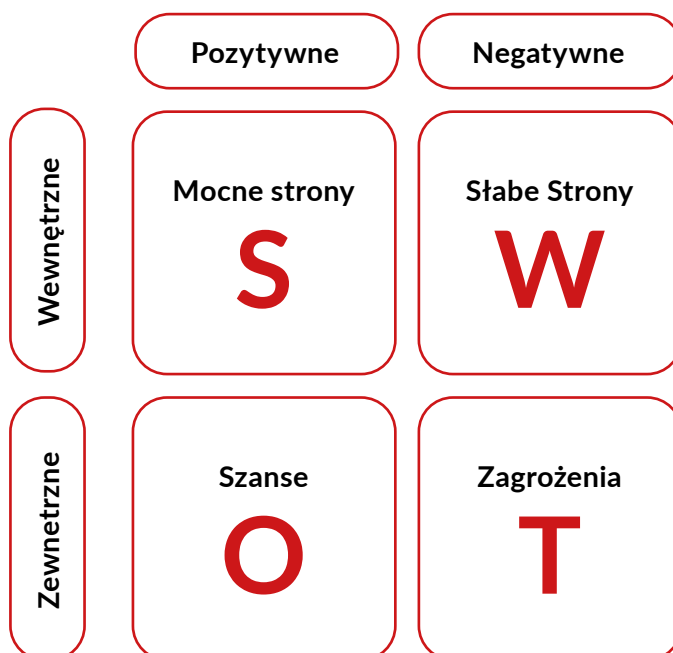 Pozytywne
Negatywne
Wewnętrzne
Mocne strony
S
Słabe Strony
W
Zewnetrzne
Szanse
O
Zagrożenia
T